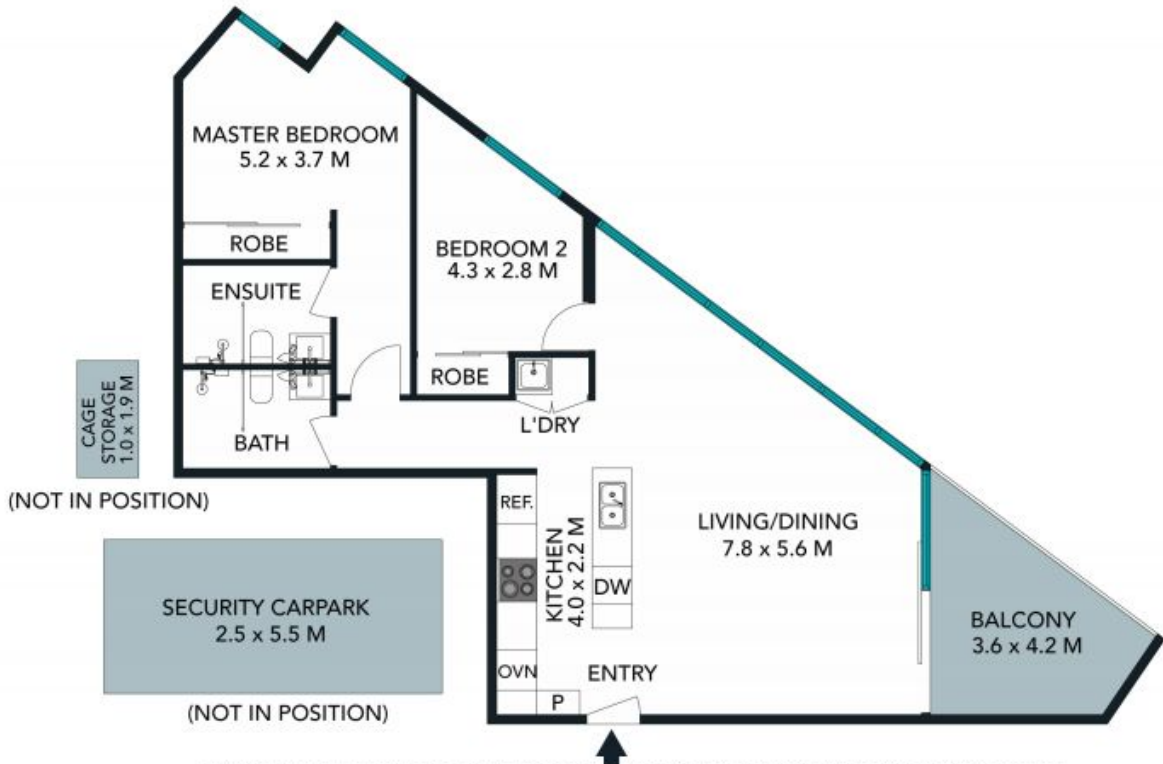 MASTER BEDROOM
5.2 x 3.7 M
ROBE
BEDROOM 2
4.3 x 2.8 M
ENSUITE
ROBE
CAGE
STORAGE
1.0 x 1.9 M
BATH
L'DRY
(NOT IN POSITION)
REF.
KITCHEN
4.0 x 2.2 M
LIVING/DINING
7.8 x 5.6 M
DW
SECURITY CARPARK
2.5 x 5.5 M
BALCONY
3.6 x 4.2 M
OVN
ENTRY
P
(NOT IN POSITION)